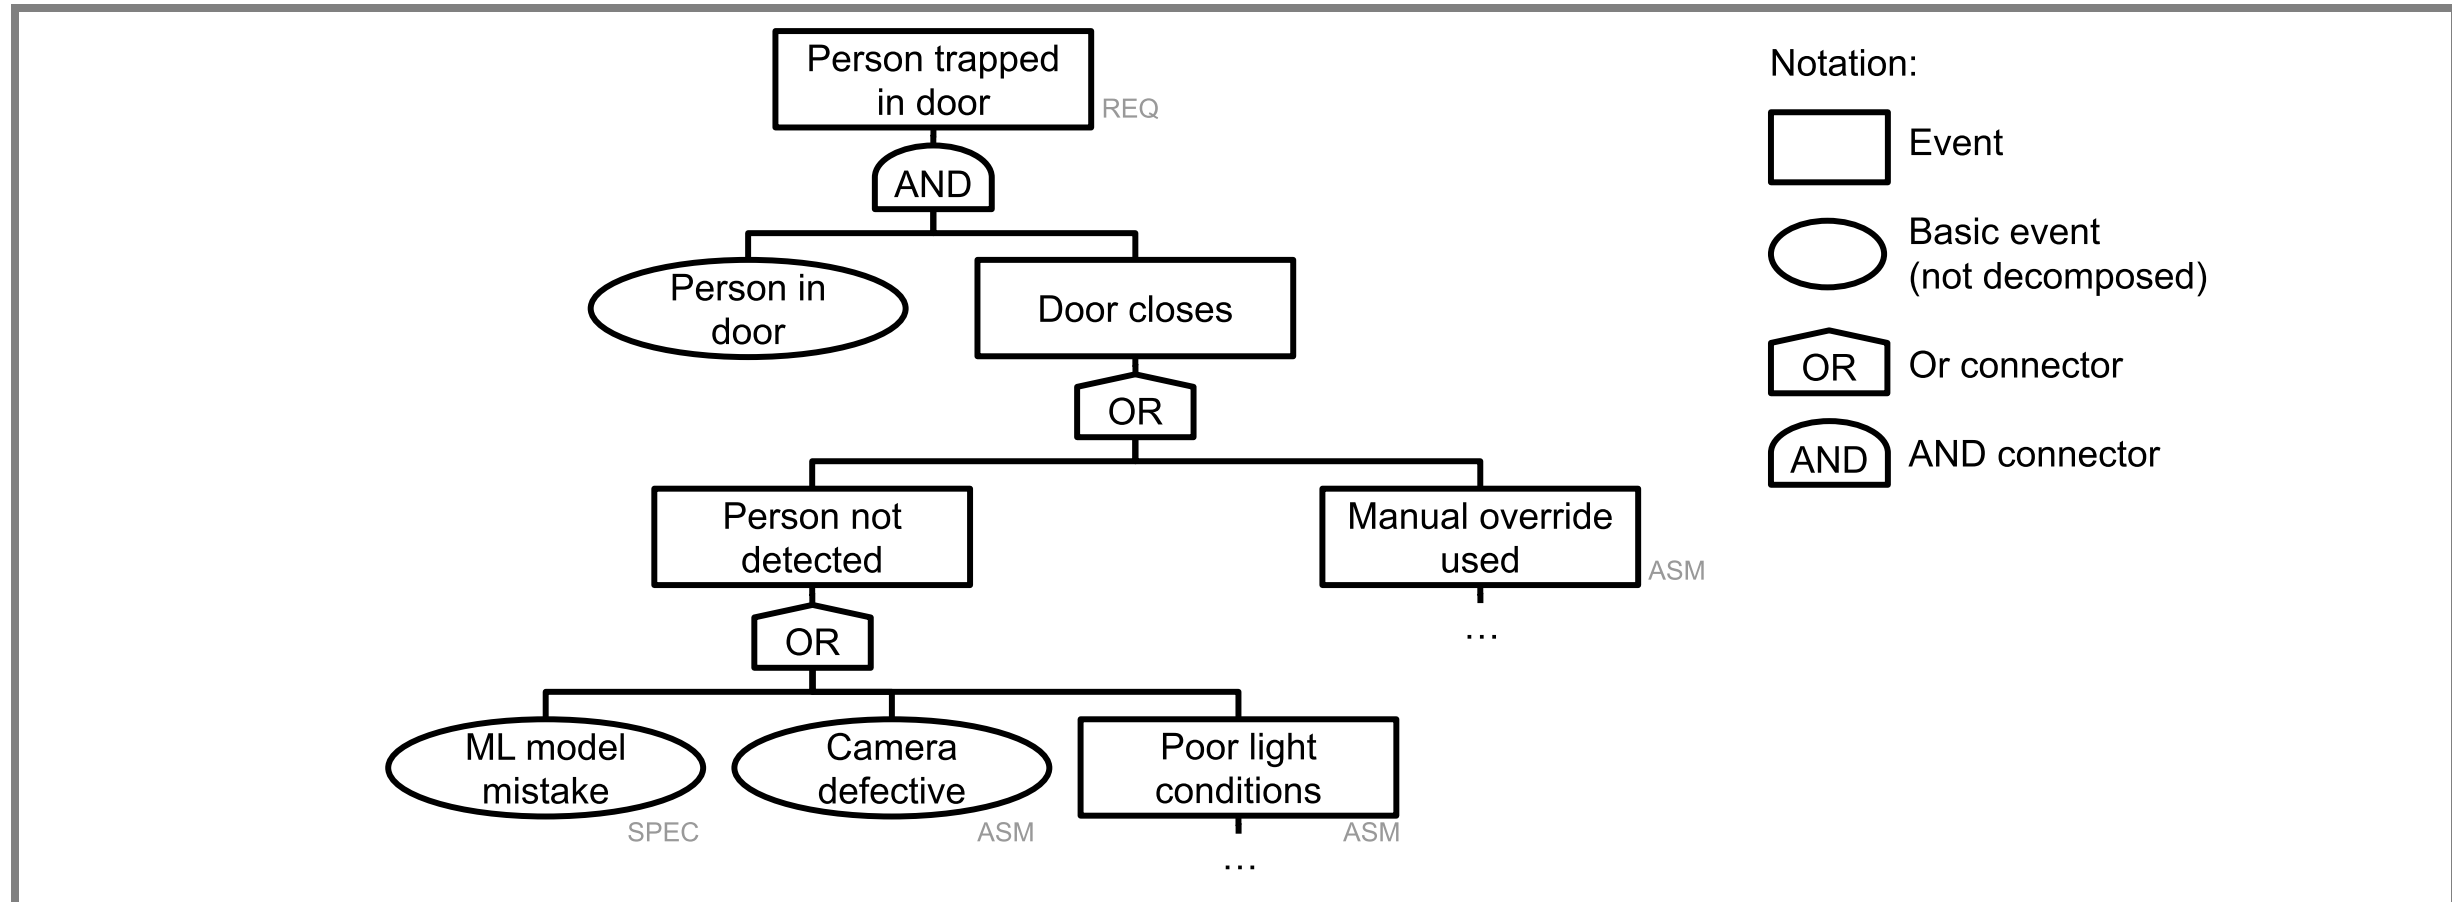 Person trapped
in door
REQ
AND
Person in
door
Door closes
OR
Person not
detected
Manual override
used
ASM
...
OR
ML model
mistake
SPEC
Camera
defective
ASM
Poor light
conditions
ASM
...
Notation:
Event
Basic event
(not decomposed)
OR
Or connector
AND
AND connector